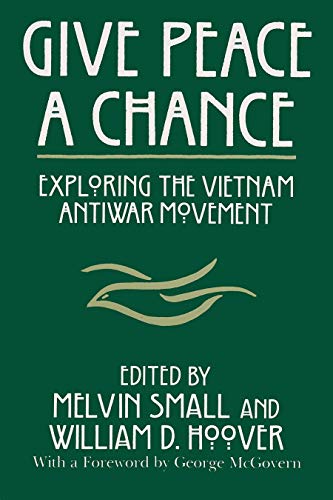 GIVE PEACE
A CHANCE
EXPLORING THE VIETNAM
ANTIWAR MOVEMENT
EDITED BY
MELVIN SMALL AND
WILLIAM D. HOOVER
With a Foreword by George McGovern